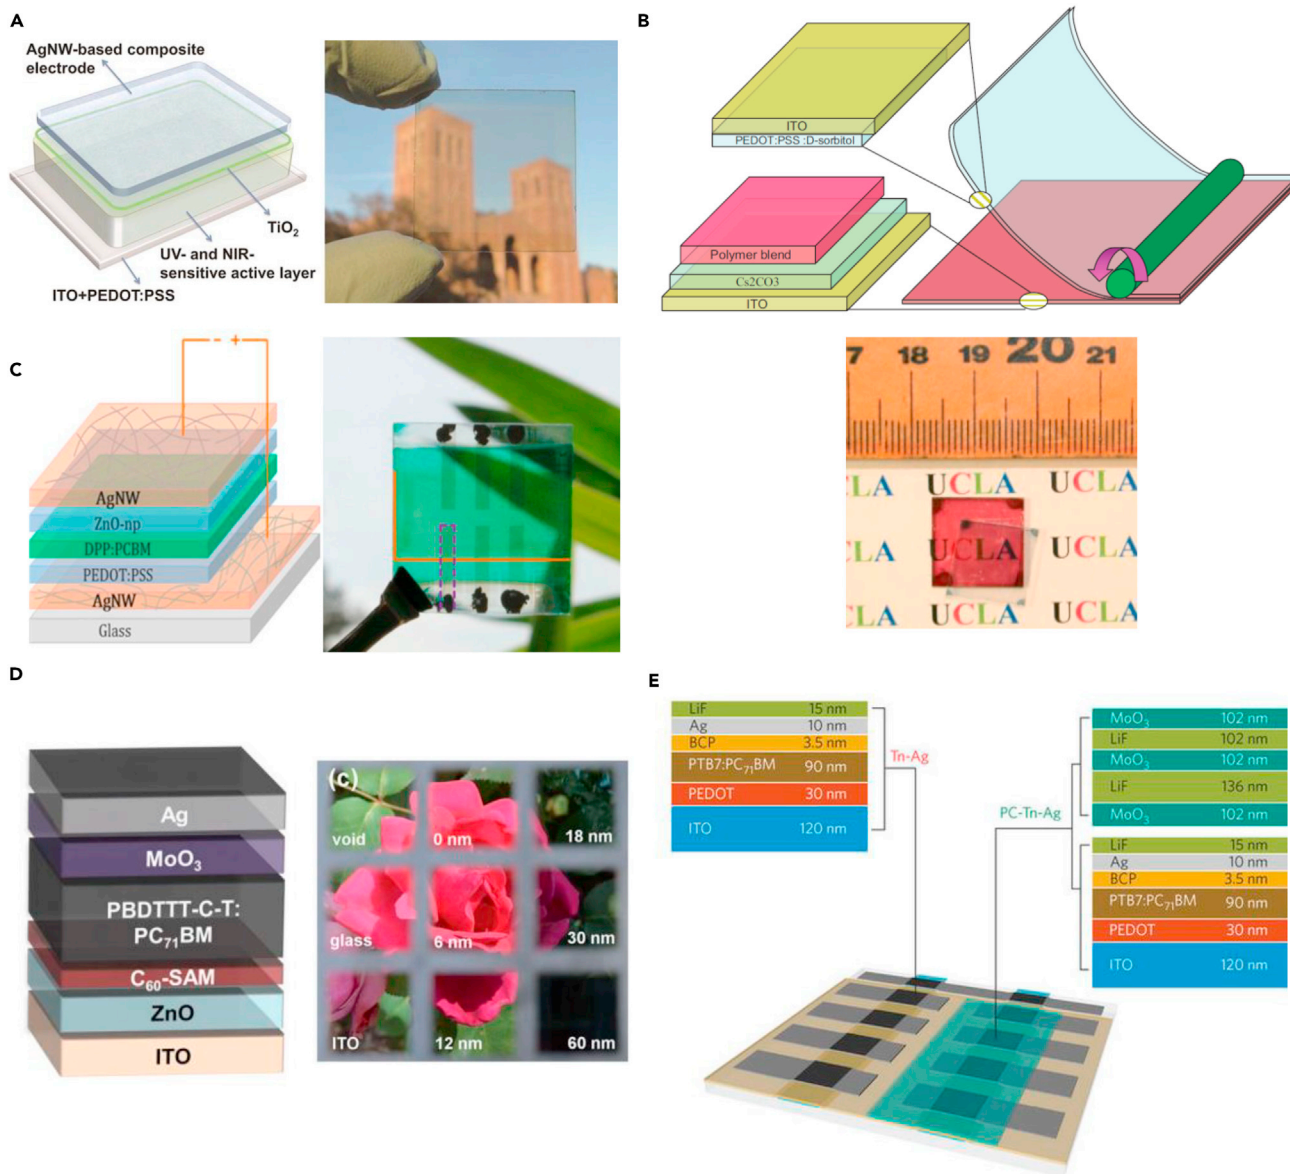 A
AgNW-based composite
electrode
TiO2
UV- and NIR-
sensitive active layer
ITO+PEDOT:PSS
B
ITO
PEDOT:PSS :D-sorbitol
Polymer blend
Cs2CO3
ITO
7 18 19 20 21
LA UCLA UCLA
LA UCLA UCLA
LA UCLA UCLA
C
- +
AgNW
ZnO-np
DPP:PCBM
PEDOT:PSS
AgNW
Glass
D
Ag
MoO3
PBDTTT-C-T:
PC71BM
C60-SAM
ZnO
ITO
(c)
void 0 nm 18 nm
glass 6 nm 30 nm
ITO 12 nm 60 nm
E
LiF 15 nm
Ag 10 nm
BCP 3.5 nm
PTB7:PC71BM 90 nm
PEDOT 30 nm
ITO 120 nm
Tn-Ag
PC-Tn-Ag
MoO3 102 nm
LiF 102 nm
MoO3 102 nm
LiF 136 nm
MoO3 102 nm
LiF 15 nm
Ag 10 nm
BCP 3.5 nm
PTB7:PC71BM 90 nm
PEDOT 30 nm
ITO 120 nm